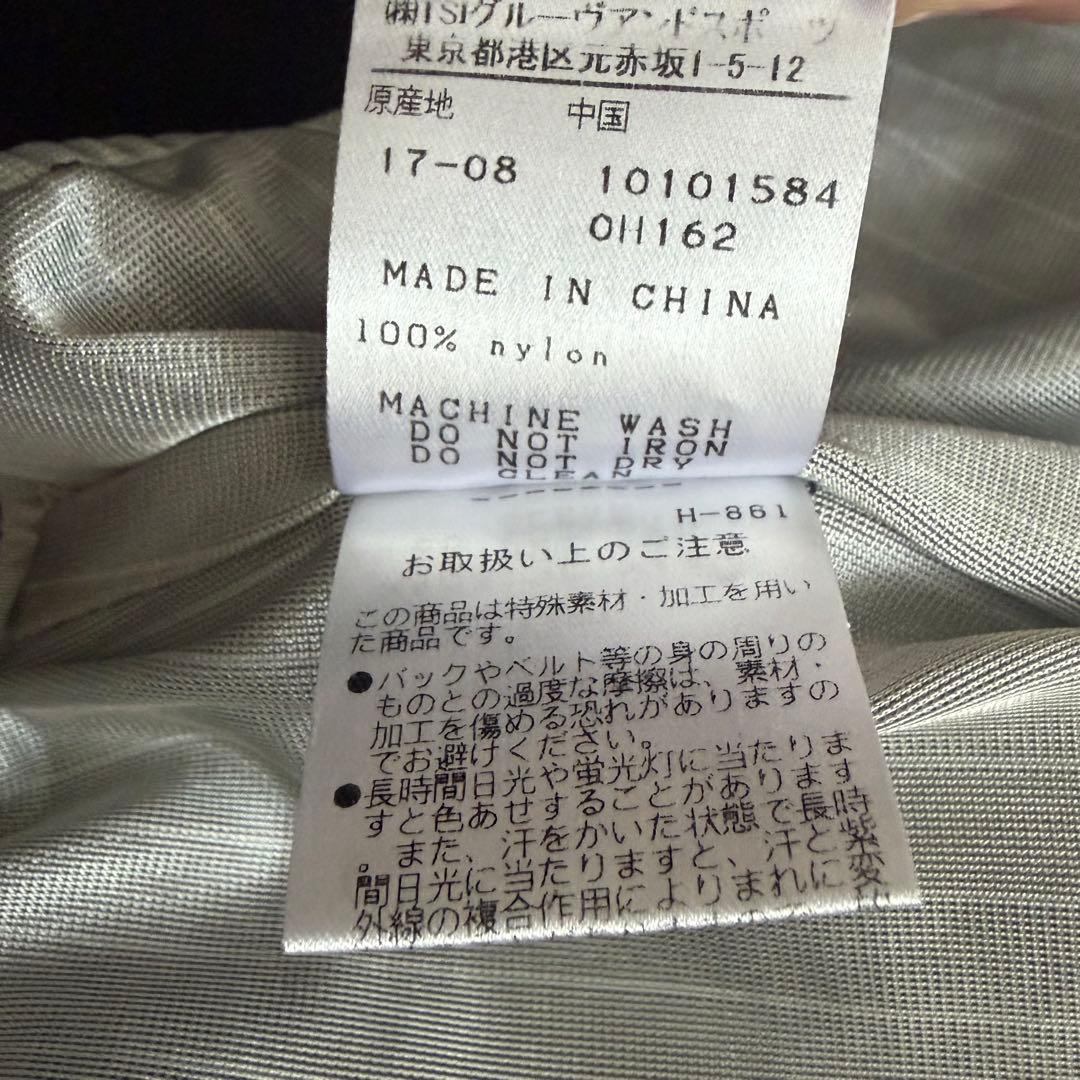 ㈱TSIグルーヴアンドスポーツ
東京都港区元赤坂1-5-12
原産地 中国
17-08 10101584
0H162
MADE IN CHINA
100% nylon
MACHINE WASH
DO NOT IRON
DO NOT DRY
CLEAN
H-861
お取扱い上のご注意
この商品は特殊素材・加工を用い
た商品です。
●バックやベルト等の身の周りの
ものとの過度な摩擦は、素材・
加工を傷める恐れがありますの
でお避けください。
●長時間日光や蛍光灯に当たりま
すと色あせすることがあります
。また、汗をかいた状態で長時
間日光に当たりますと、汗と紫
外線の複合作用によりまれに変